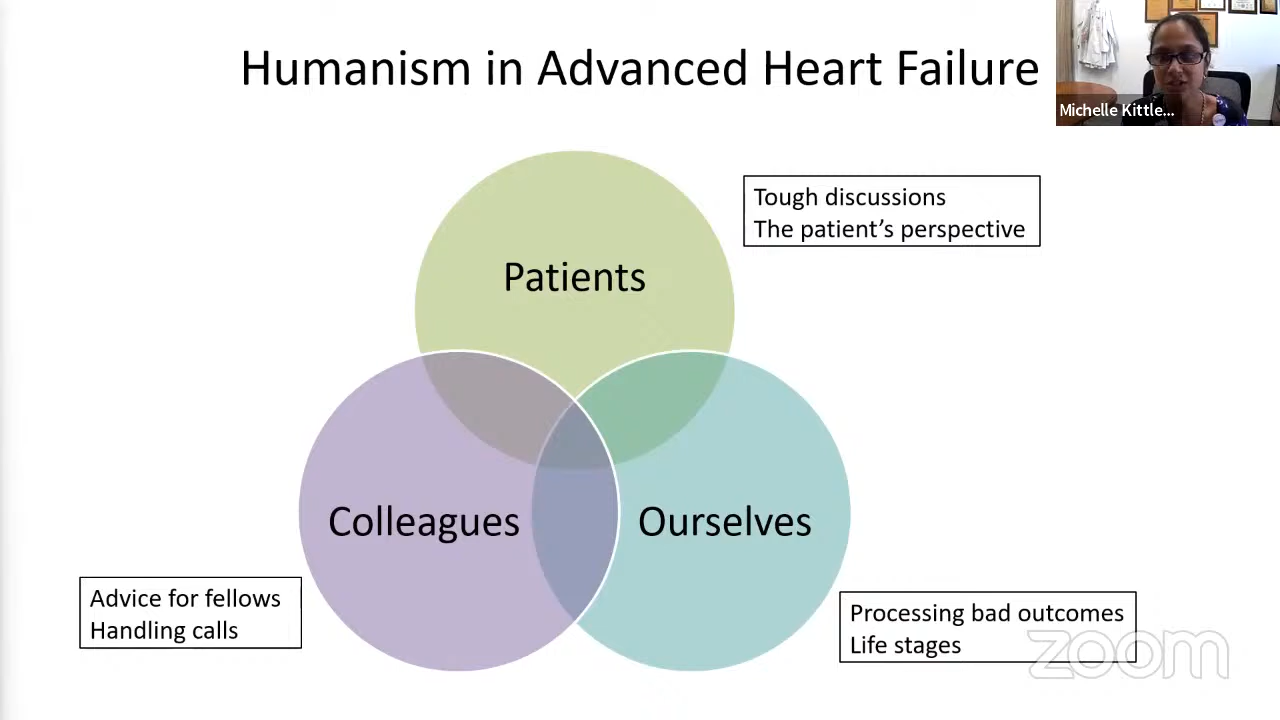 Humanism in Advanced Heart Failure
Michelle Kittle...
Tough discussions
The patient's perspective
Patients
Colleagues
Ourselves
Advice for fellows
Handling calls
Processing bad outcomes
Life stages
zoom